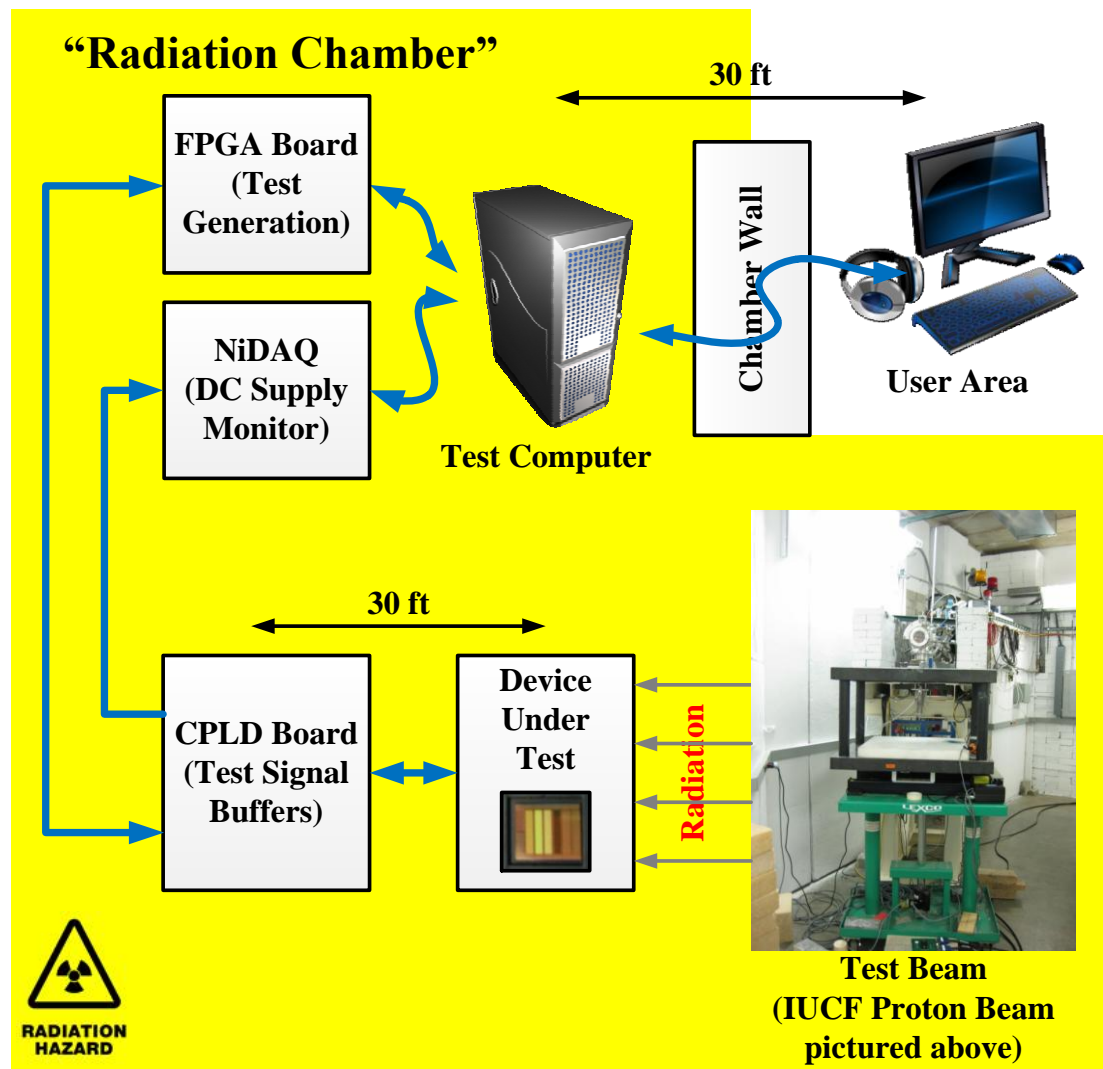 “Radiation Chamber”
30 ft
FPGA Board
(Test
Generation)
Chamber Wall
NiDAQ
(DC Supply
Monitor)
User Area
Test Computer
30 ft
Device
Under
Test
CPLD Board
(Test Signal
Buffers)
Radiation
LEXCO
Test Beam
(IUCF Proton Beam
pictured above)
RADIATION
HAZARD